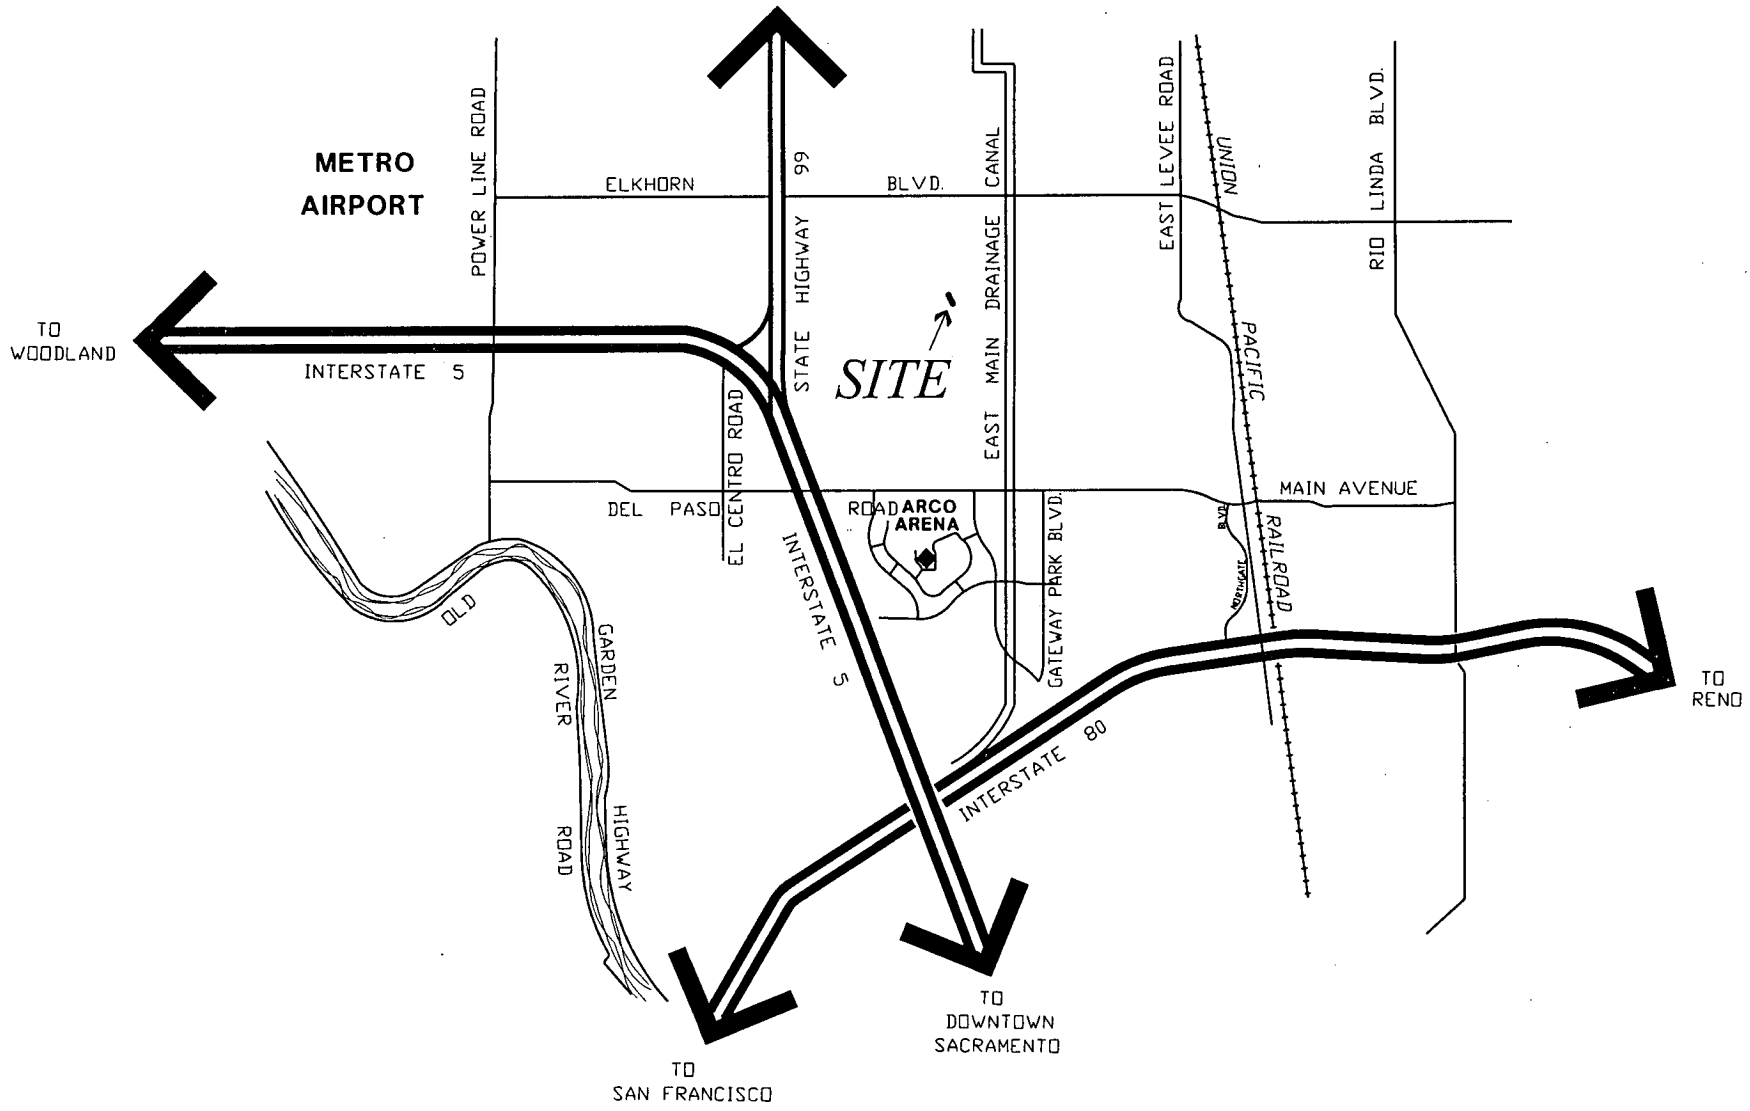 METRO
AIRPORT
POWER LINE ROAD
ELKHORN
BLVD.
STATE HIGHWAY 99
EAST MAIN DRAINAGE CANAL
EAST LEVEE ROAD
UNION
PACIFIC
RAILROAD
RIO LINDA BLVD.
TO
WOODLAND
INTERSTATE 5
SITE
EL CENTRO ROAD
DEL PASO
ROAD
ARCO
ARENA
MAIN AVENUE
GATEWAY PARK BLVD.
BLVD.
NORTHGATE
INTERSTATE 5
OLD
RIVER
ROAD
GARDEN
HIGHWAY
INTERSTATE 80
TO
RENO
TO
DOWNTOWN
SACRAMENTO
TO
SAN FRANCISCO